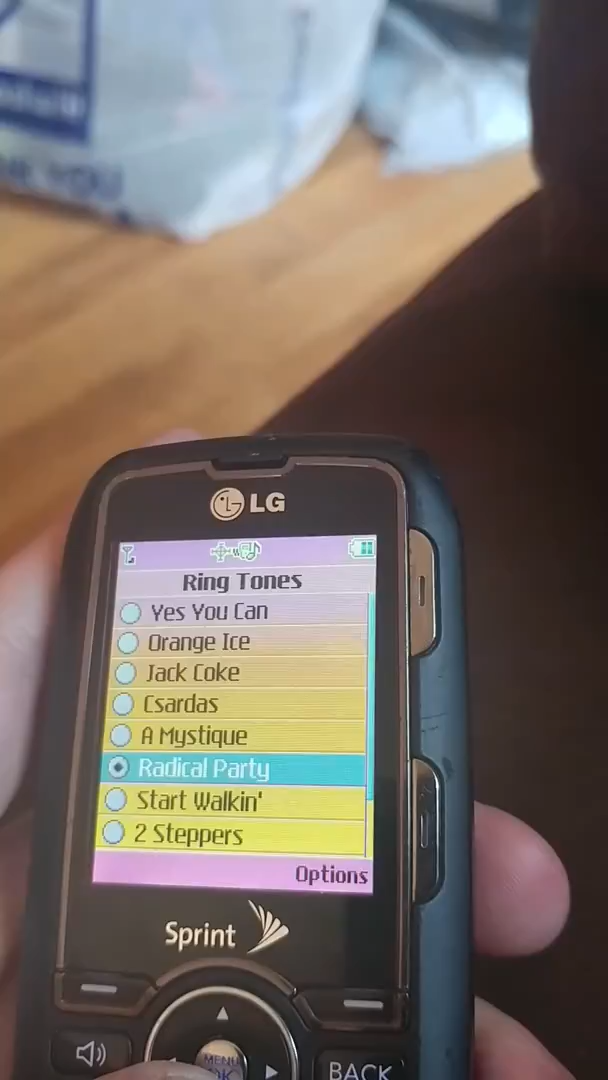 YOU
LG
Ring Tones
Yes You Can
Orange Ice
Jack Coke
Csardas
A Mystique
Radical Party
Start Walkin'
2 Steppers
Options
Sprint
MENU
OK
BACK